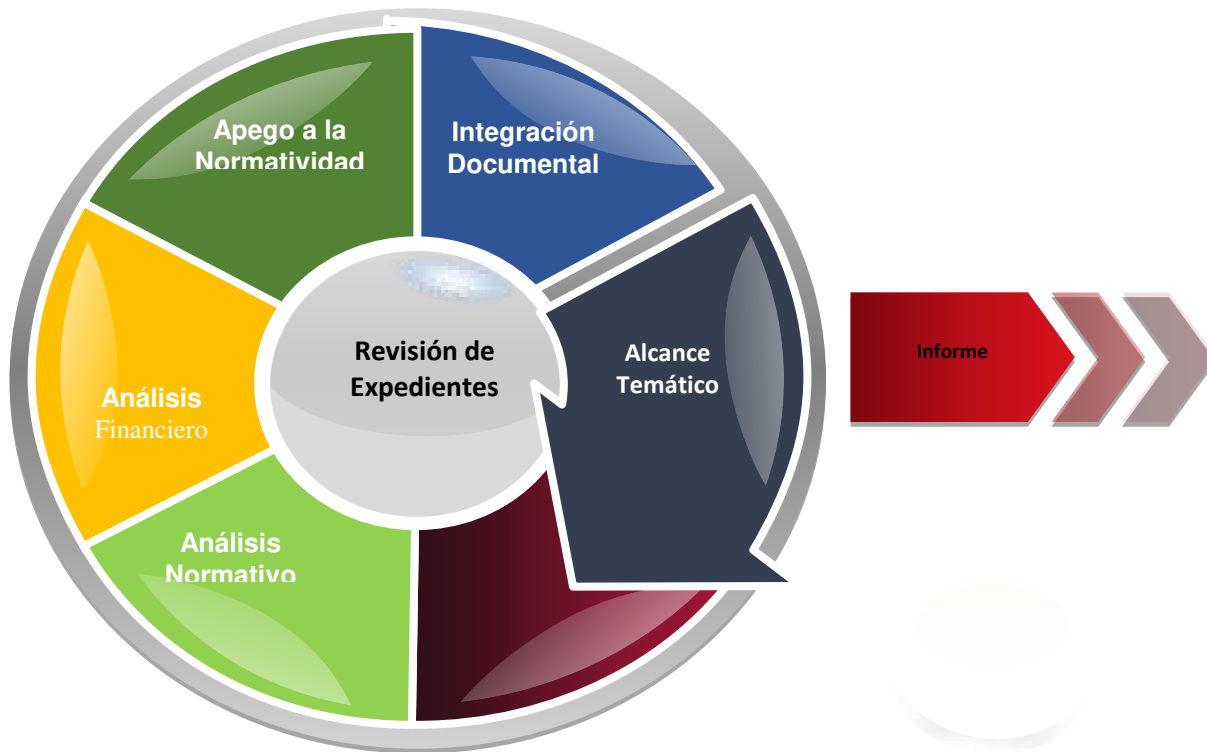 Apego a la
Normatividad
Integración
Documental
Revisión de
Expedientes
Alcance
Temático
Informe
Análisis
Financiero
Análisis
Normativo